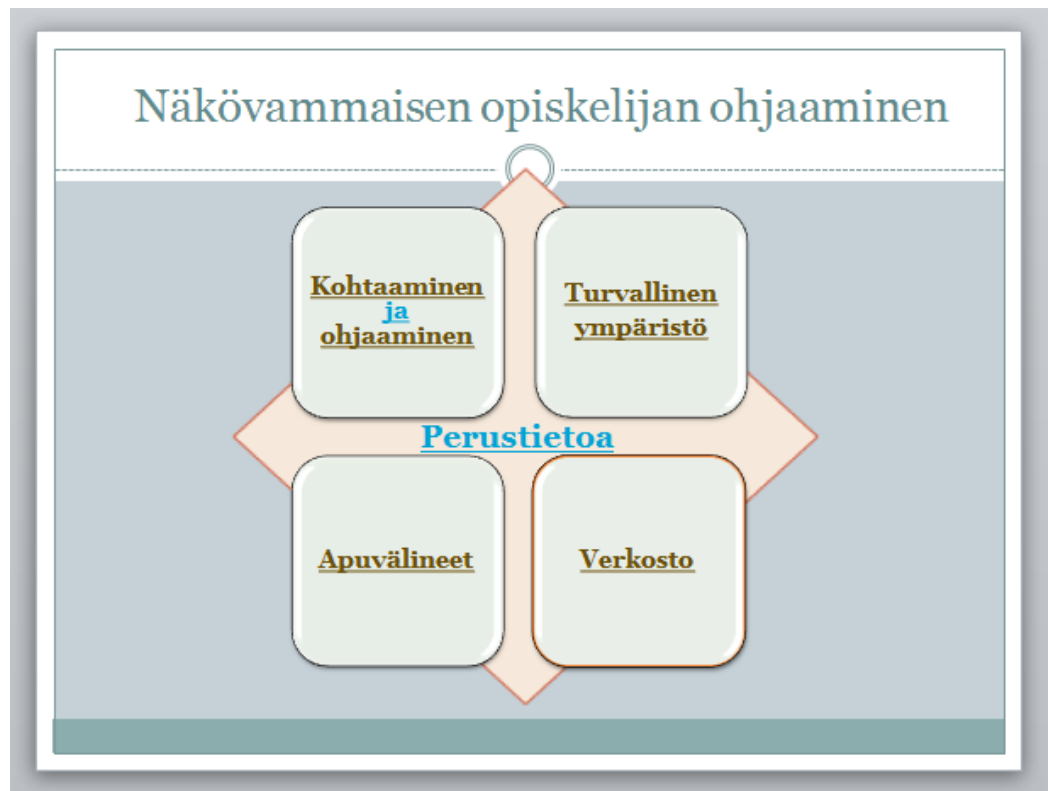 Näkövammaisen opiskelijan ohjaaminen
Kohtaaminen
ja
ohjaaminen
Turvallinen
ympäristö
Perustietoa
Apuvälineet
Verkosto